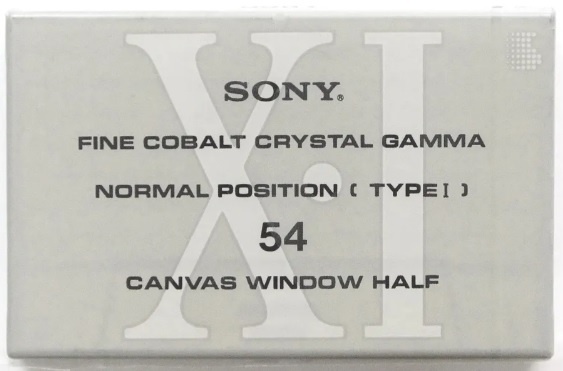 X·I
SONY®
FINE COBALT CRYSTAL GAMMA
NORMAL POSITION ( TYPE I )
54
CANVAS WINDOW HALF